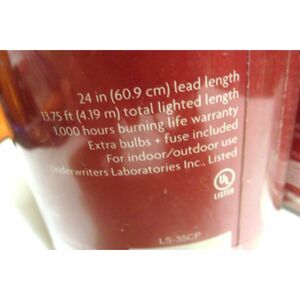 24 in (60.9 cm) lead length
13.75 ft (4.19 m) total lighted length
1,000 hours burning life warranty
Extra bulbs + fuse included
For indoor/outdoor use
Underwriters Laboratories Inc., Listed
UL
LISTED
LS-35CP